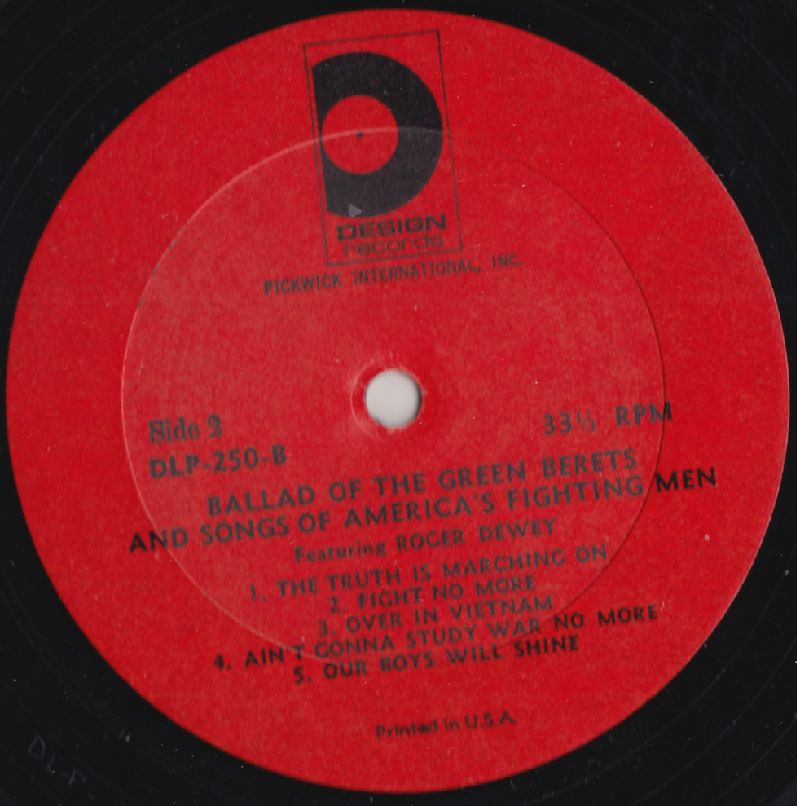 DESIGN
records
PICKWICK INTERNATIONAL, INC.
Side 2
33⅓ RPM
DLP-250-B
BALLAD OF THE GREEN BERETS
AND SONGS OF AMERICA'S FIGHTING MEN
Featuring ROGER DEWEY
1. THE TRUTH IS MARCHING ON
2. FIGHT NO MORE
3. OVER IN VIETNAM
4. AIN'T GONNA STUDY WAR NO MORE
5. OUR BOYS WILL SHINE
Printed in U.S.A.